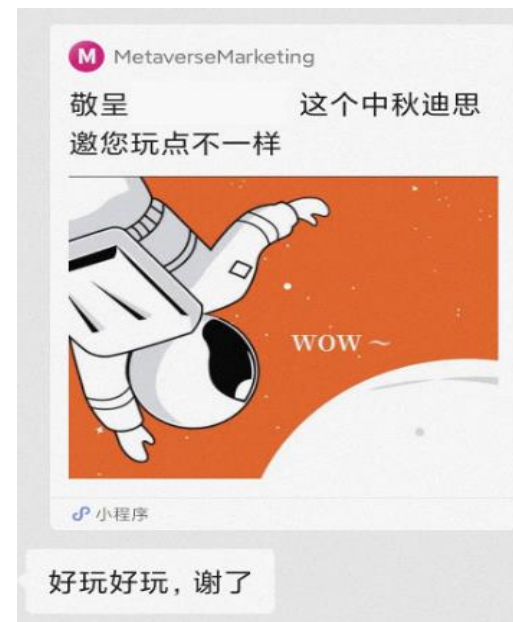 M MetaverseMarketing
敬呈 这个中秋迪思
邀您玩点不一样
wow～
小程序
好玩好玩，谢了